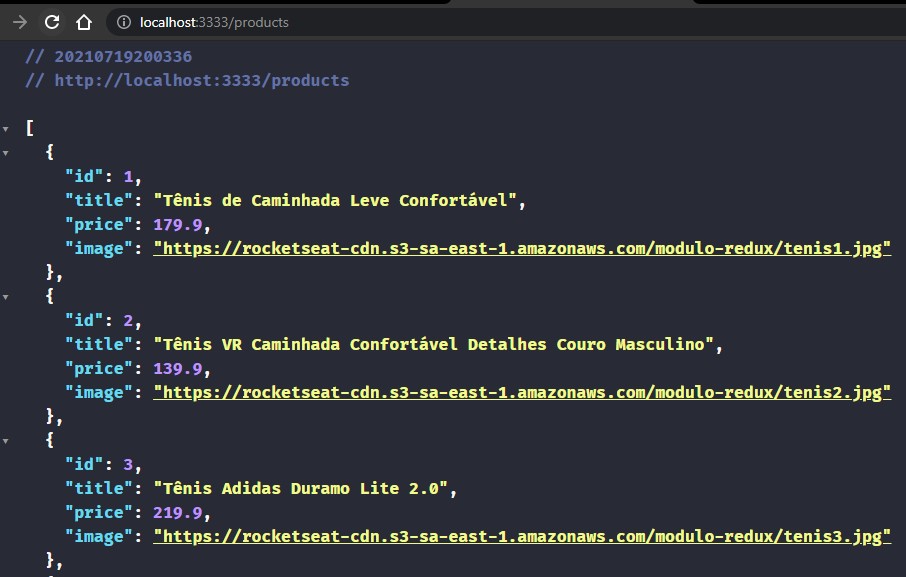 localhost:3333/products
// 20210719200336
// http://localhost:3333/products
[
{
"id": 1,
"title": "Tênis de Caminhada Leve Confortável",
"price": 179.9,
"image": "https://rocketseat-cdn.s3-sa-east-1.amazonaws.com/modulo-redux/tenis1.jpg"
},
{
"id": 2,
"title": "Tênis VR Caminhada Confortável Detalhes Couro Masculino",
"price": 139.9,
"image": "https://rocketseat-cdn.s3-sa-east-1.amazonaws.com/modulo-redux/tenis2.jpg"
},
{
"id": 3,
"title": "Tênis Adidas Duramo Lite 2.0",
"price": 219.9,
"image": "https://rocketseat-cdn.s3-sa-east-1.amazonaws.com/modulo-redux/tenis3.jpg"
},